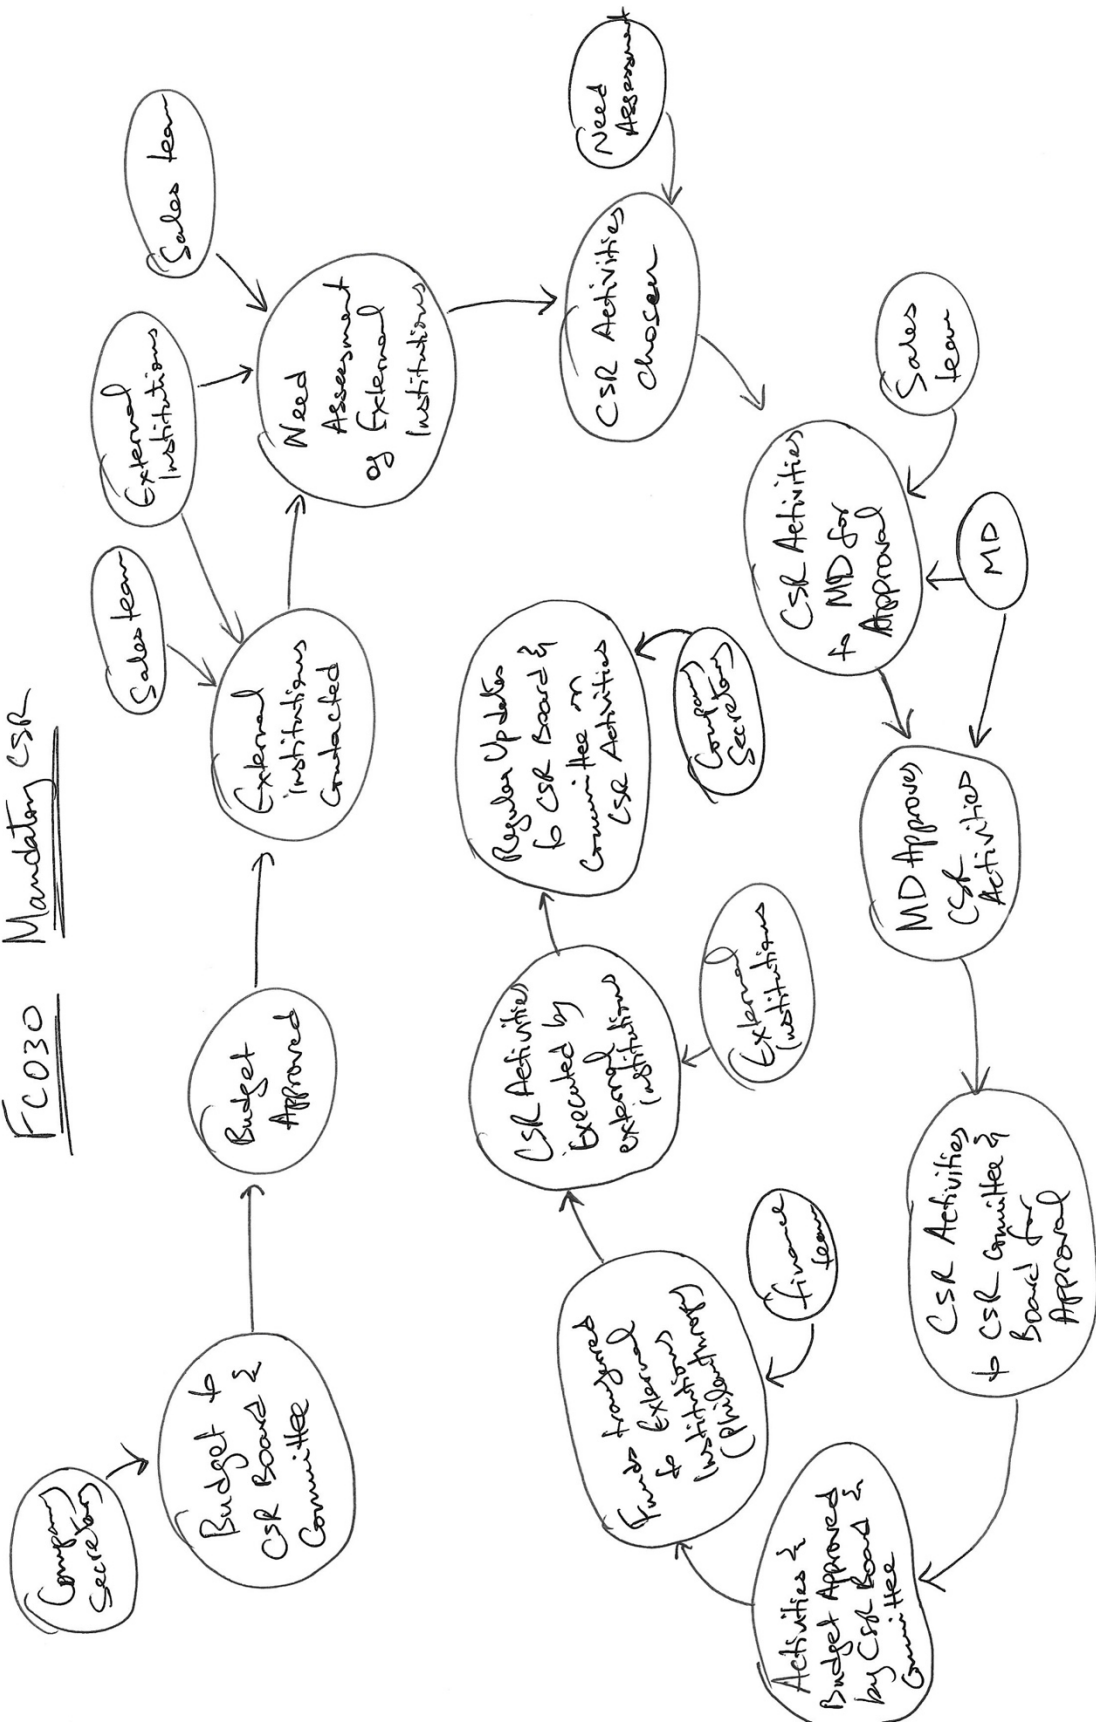 FC030 Mandatory CSR
Company
Secretary
Budget to
CSR Board &
Committee
Budget
Approved
Sales team
External
Institutions
External
institutions
Contacted
Sales team
Need
Assessment
of External
Institutions
Need
Assessment
CSR Activities
Chosen
Sales
team
CSR Activities
to MD for
Approval
MD
MD Approves
CSR
Activities
CSR Activities
to CSR Committee &
Board for
Approval
Activities &
Budget Approved
by CSR Board &
Committee
Funds transferred
to External
Institutions
(Philanthropy)
finance
team
CSR Activities
Executed by
external
institutions
External
Institutions
Regular Updates
to CSR Board &
Committee on
CSR Activities
Company
Secretary